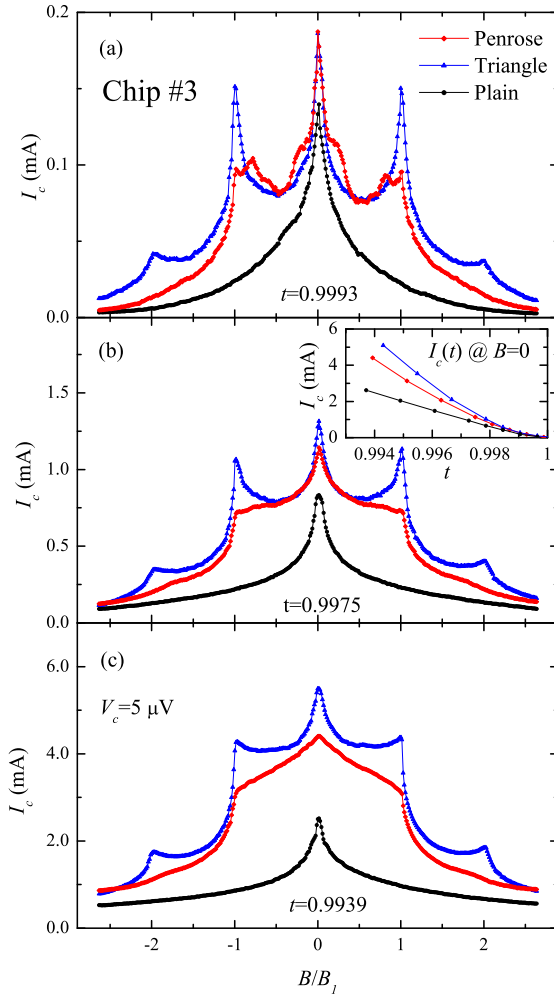 (a)
Chip #3
Penrose
Triangle
Plain
I_c (mA)
0.2
0.1
0.0
t=0.9993
(b)
I_c (mA)
1.5
1.0
0.5
0.0
t=0.9975
I_c(t) @ B=0
I_c (mA)
6
4
2
0
0.994 0.996 0.998 1
t
(c)
V_c=5 μV
I_c (mA)
6.0
4.0
2.0
0.0
t=0.9939
-2 -1 0 1 2
B/B_1